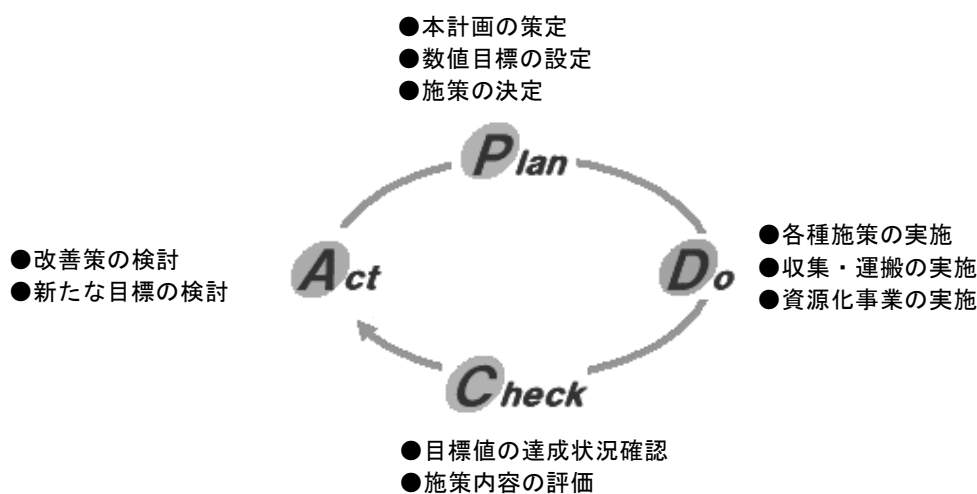 ●本計画の策定
●数値目標の設定
●施策の決定
Plan
●各種施策の実施
●収集・運搬の実施
●資源化事業の実施
Do
Check
●目標値の達成状況確認
●施策内容の評価
Act
●改善策の検討
●新たな目標の検討